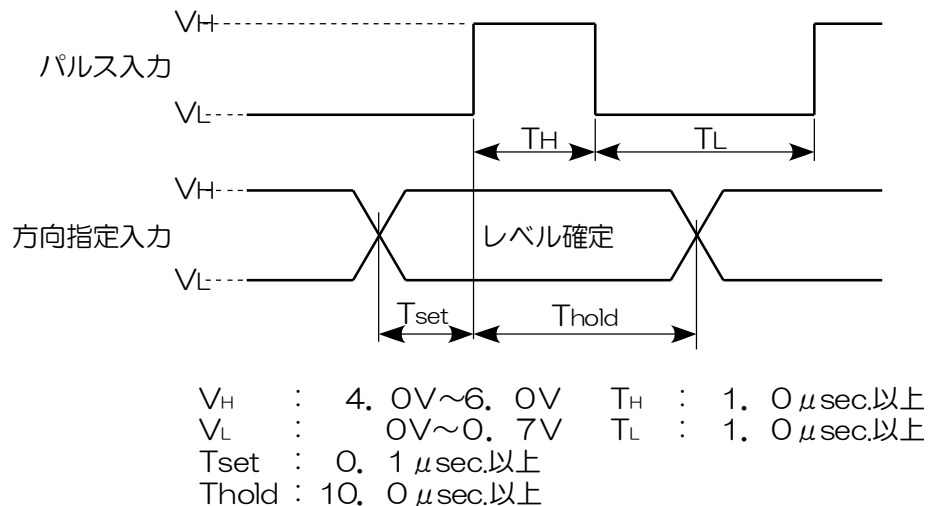 VH
パルス入力
VL
TH
TL
VH
方向指定入力
レベル確定
VL
Tset
Thold
VH : 4.0V~6.0V TH : 1.0μsec.以上
VL : 0V~0.7V TL : 1.0μsec.以上
Tset : 0.1μsec.以上
Thold : 10.0μsec.以上